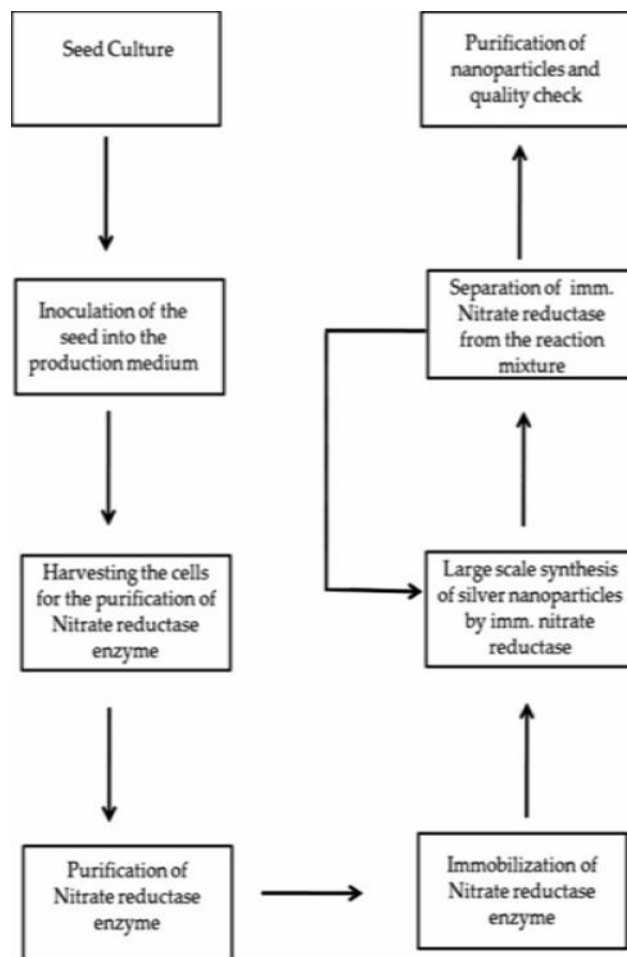 Seed Culture
Inoculation of the
seed into the
production medium
Harvesting the cells
for the purification of
Nitrate reductase
enzyme
Purification of
Nitrate reductase
enzyme
Immobilization of
Nitrate reductase
enzyme
Large scale synthesis
of silver nanoparticles
by imm. nitrate
reductase
Separation of imm.
Nitrate reductase
from the reaction
mixture
Purification of
nanoparticles and
quality check